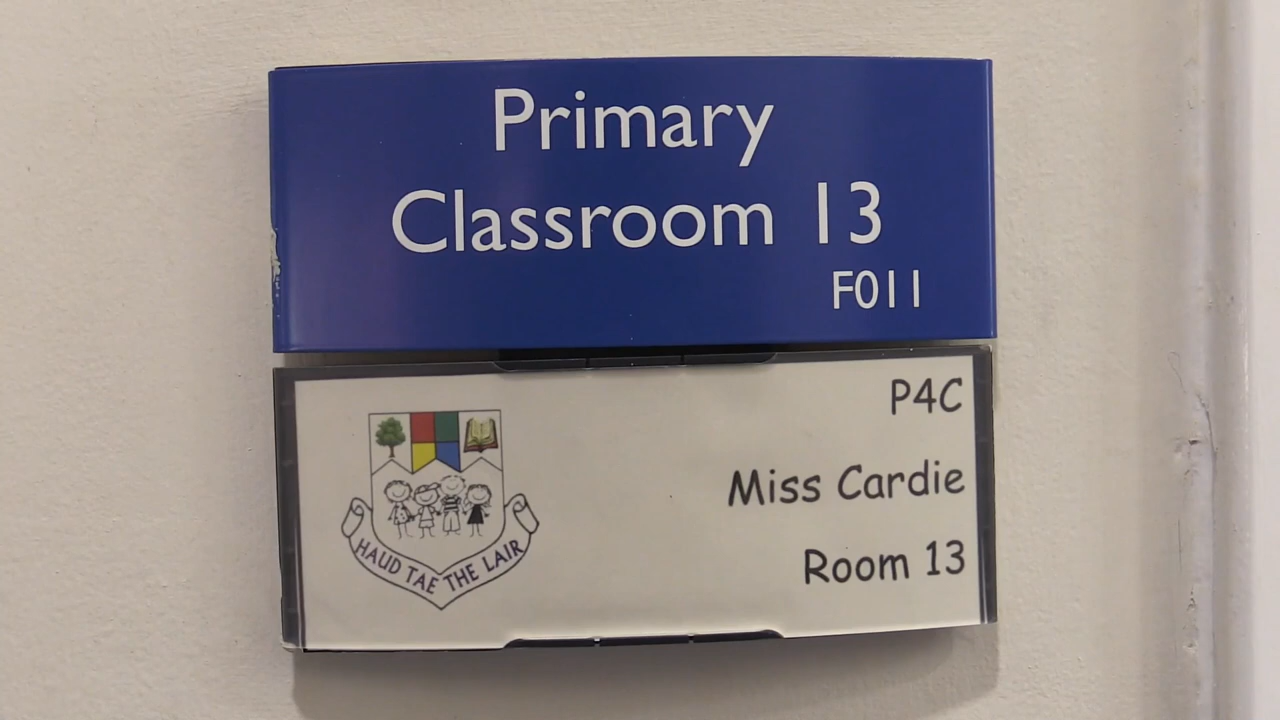 Primary
Classroom 13
F011
P4C
Miss Cardie
Room 13
HAUD TAE THE LAIR